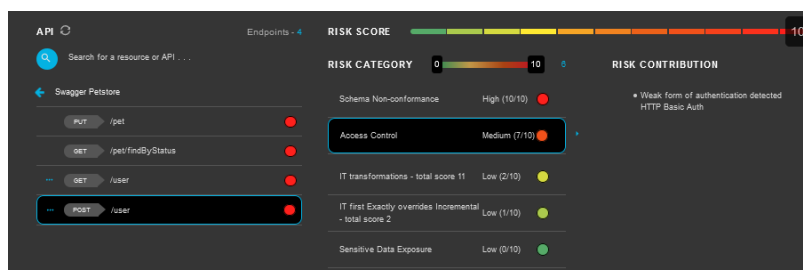 API
Endpoints - 4
Search for a resource or API . . .
Swagger Petstore
PUT /pet
GET /pet/findByStatus
GET /user
POST /user
RISK SCORE
10
RISK CATEGORY 0 10 6
Schema Non-conformance High (10/10)
Access Control Medium (7/10)
IT transformations - total score 11 Low (2/10)
IT first Exactly overrides Incremental
- total score 2 Low (1/10)
Sensitive Data Exposure Low (0/10)
RISK CONTRIBUTION
Weak form of authentication detected
HTTP Basic Auth